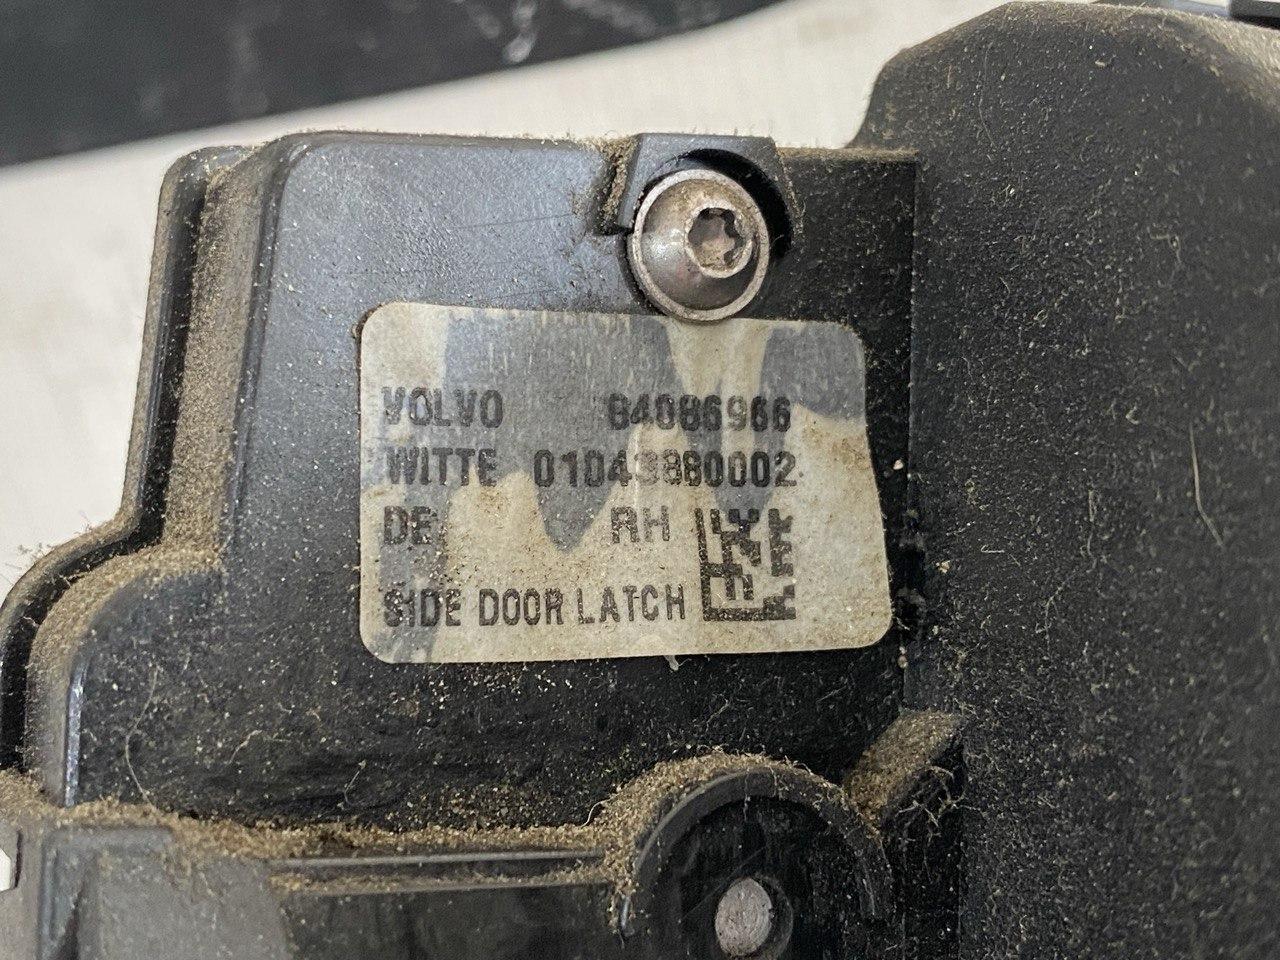 VOLVO 84086966
WITTE 01043880002
DE RH
SIDE DOOR LATCH